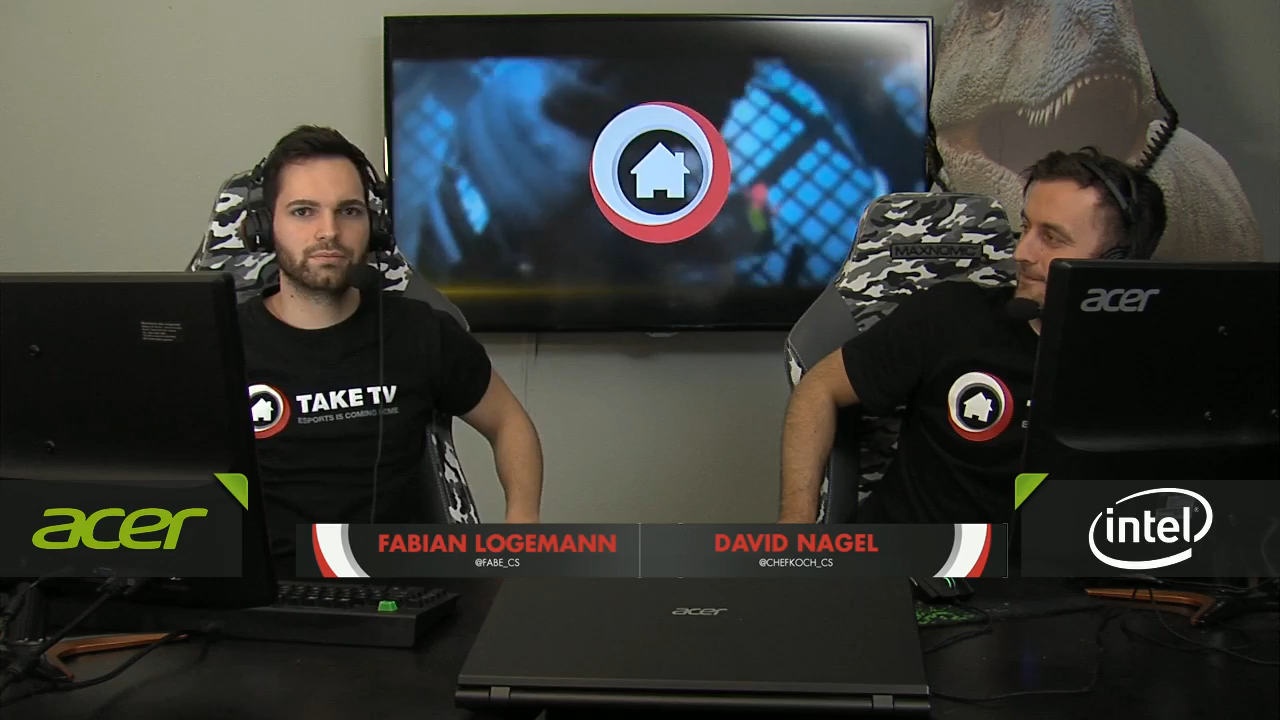 MAXNOMIC
acer
TAKE TV
ESPORTS IS COMING HOME
acer
intel
FABIAN LOGEMANN
@FABE_CS
DAVID NAGEL
@CHEFKOCH_CS
acer